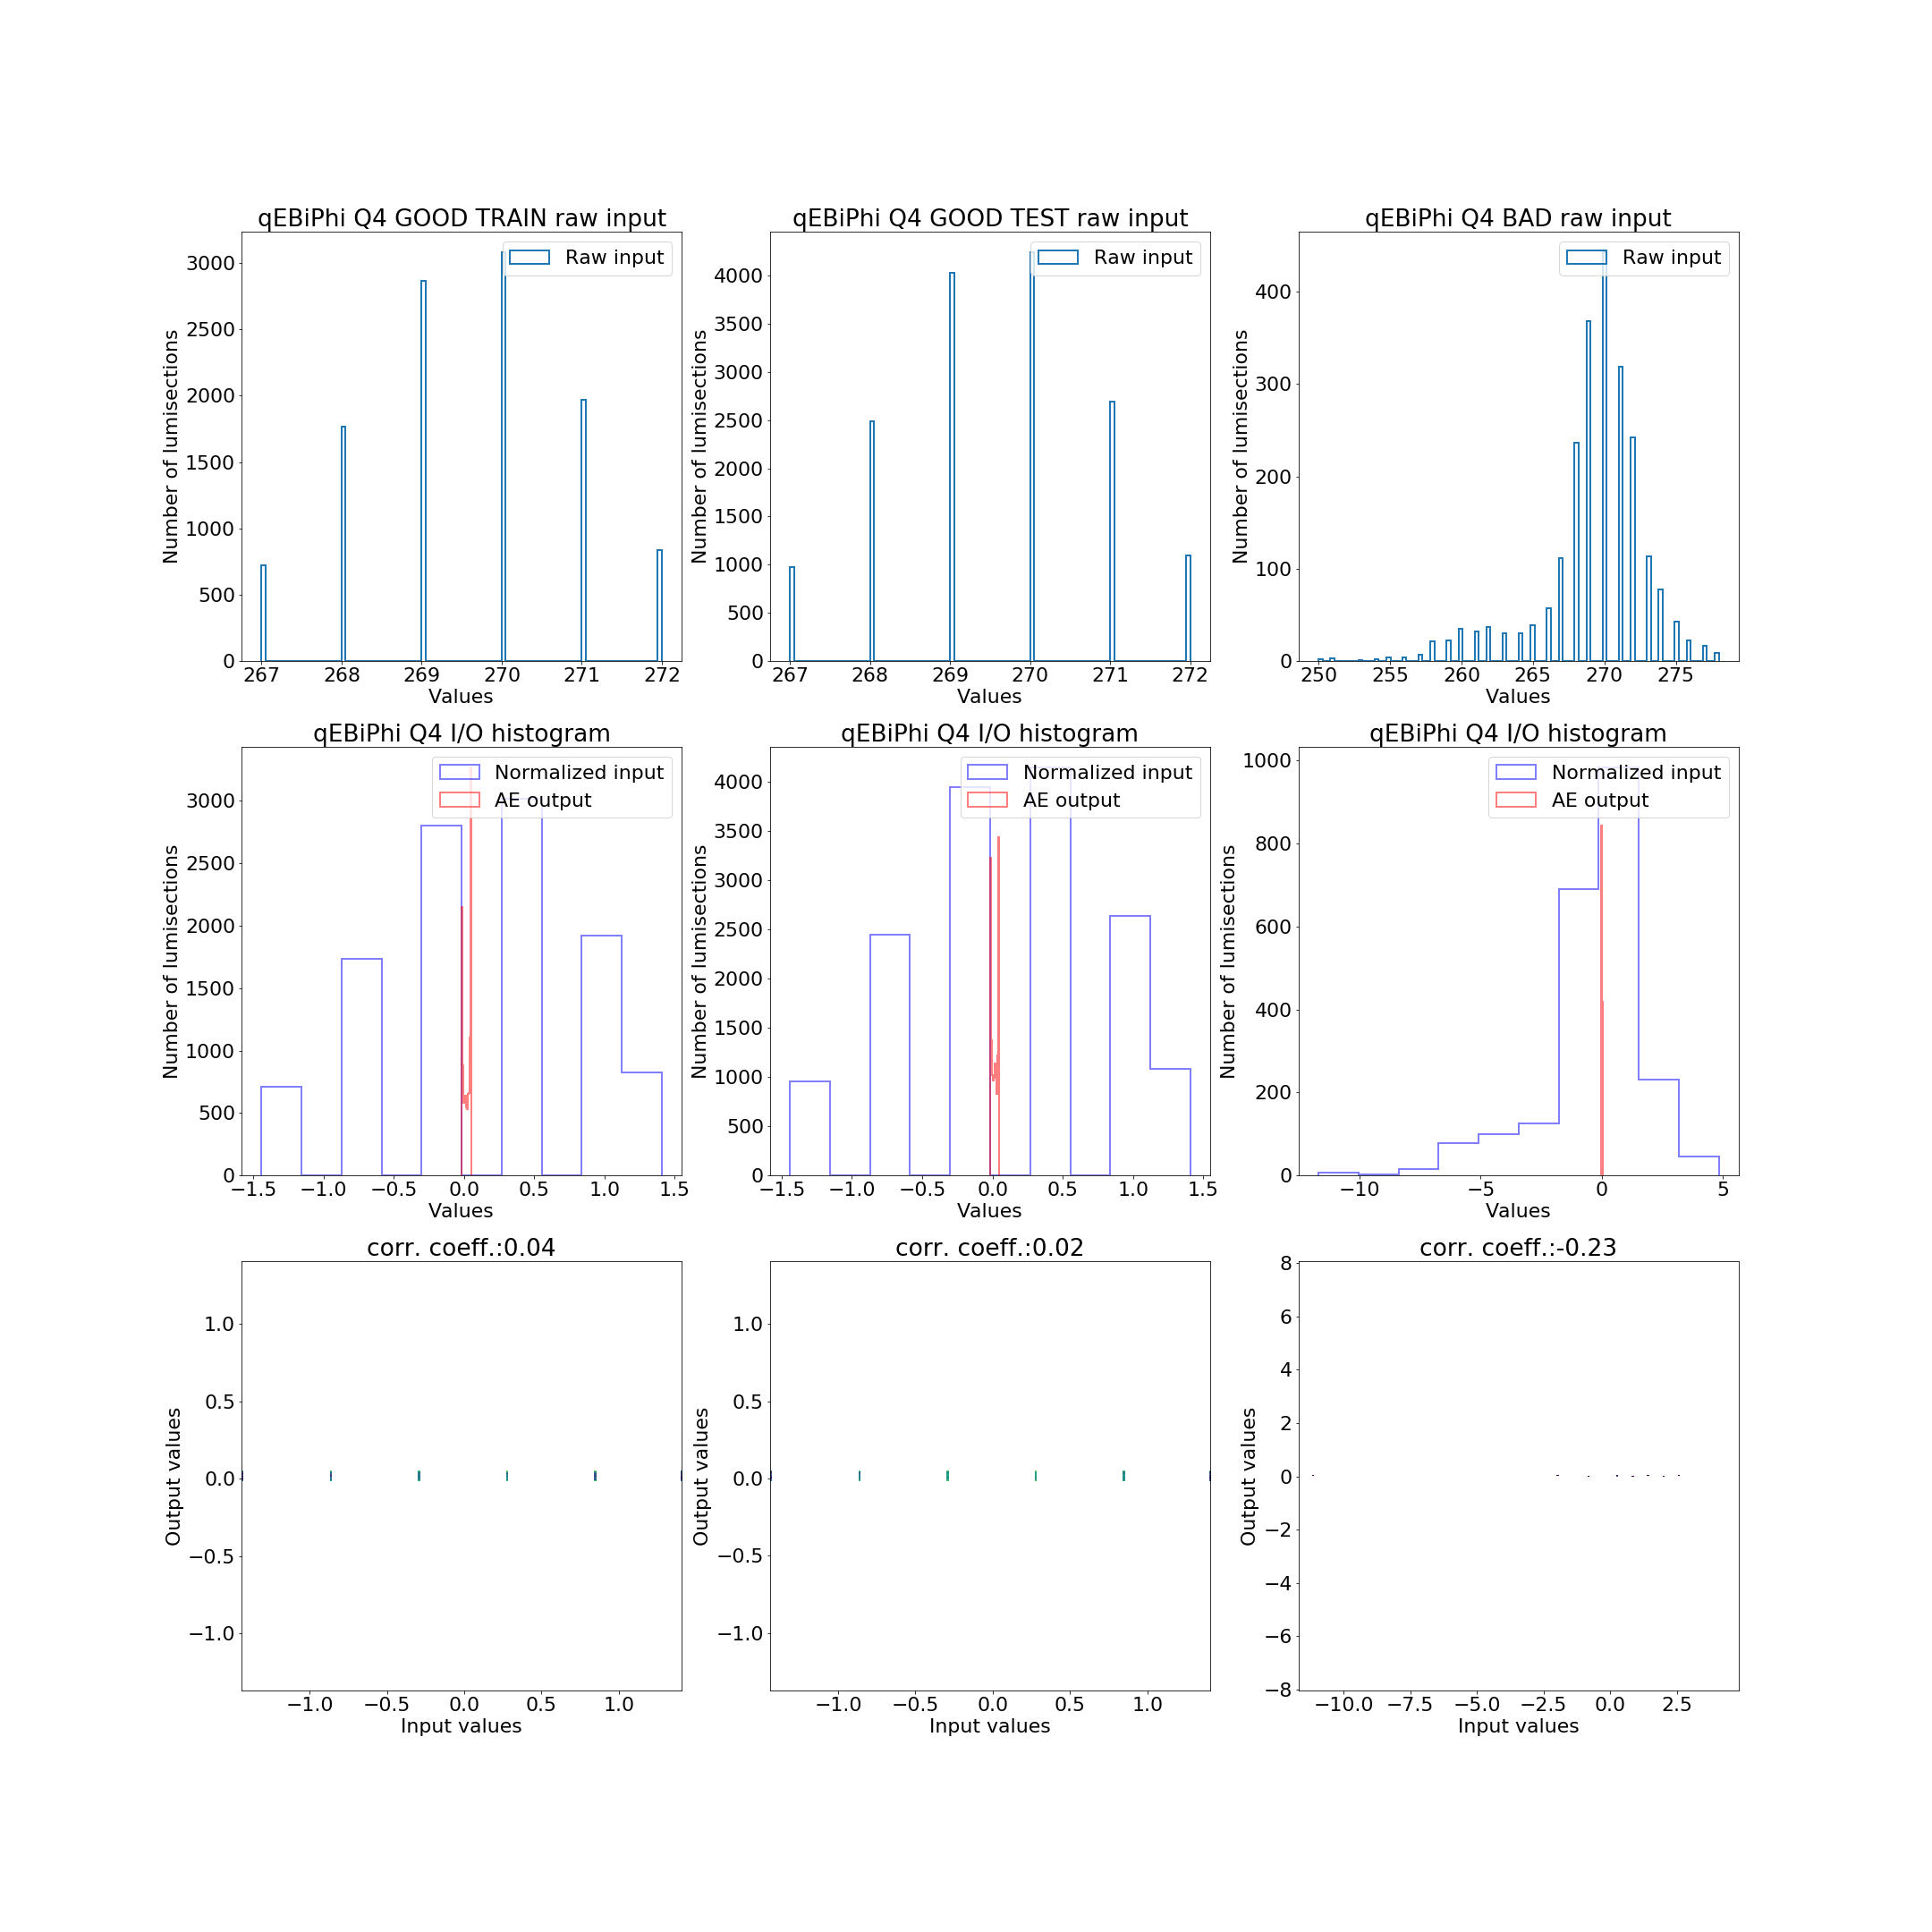 qEBiPhi Q4 GOOD TRAIN raw input
Raw input
3000
2500
2000
1500
1000
500
0
Number of lumisections
267 268 269 270 271 272
Values
qEBiPhi Q4 GOOD TEST raw input
Raw input
4000
3500
3000
2500
2000
1500
1000
500
0
Number of lumisections
267 268 269 270 271 272
Values
qEBiPhi Q4 BAD raw input
Raw input
400
300
200
100
0
Number of lumisections
250 255 260 265 270 275
Values
qEBiPhi Q4 I/O histogram
Normalized input
AE output
3000
2500
2000
1500
1000
500
0
Number of lumisections
−1.5 −1.0 −0.5 0.0 0.5 1.0 1.5
Values
qEBiPhi Q4 I/O histogram
Normalized input
AE output
4000
3500
3000
2500
2000
1500
1000
500
0
Number of lumisections
−1.5 −1.0 −0.5 0.0 0.5 1.0 1.5
Values
qEBiPhi Q4 I/O histogram
Normalized input
AE output
1000
800
600
400
200
0
Number of lumisections
−10 −5 0 5
Values
corr. coeff.:0.04
1.0
0.5
0.0
−0.5
−1.0
Output values
−1.0 −0.5 0.0 0.5 1.0
Input values
corr. coeff.:0.02
1.0
0.5
0.0
−0.5
−1.0
Output values
−1.0 −0.5 0.0 0.5 1.0
Input values
corr. coeff.:-0.23
8
6
4
2
0
−2
−4
−6
−8
Output values
−10.0 −7.5 −5.0 −2.5 0.0 2.5
Input values